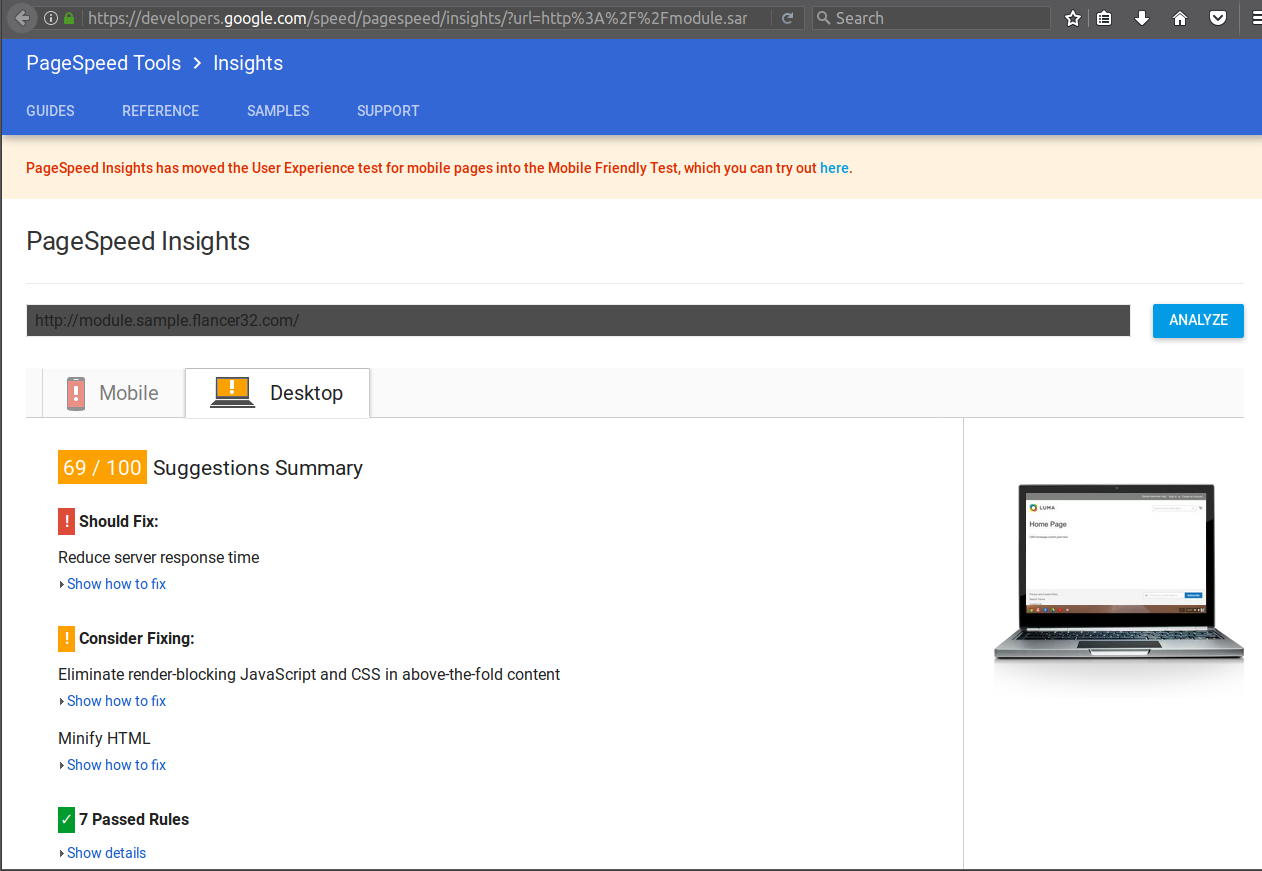 https://developers.google.com/speed/pagespeed/insights/?url=http%3A%2F%2Fmodule.sar
Search
PageSpeed Tools > Insights
GUIDES REFERENCE SAMPLES SUPPORT
PageSpeed Insights has moved the User Experience test for mobile pages into the Mobile Friendly Test, which you can try out here.
PageSpeed Insights
http://module.sample.flancer32.com/
ANALYZE
! Mobile
! Desktop
69 / 100 Suggestions Summary
! Should Fix:
Reduce server response time
Show how to fix
! Consider Fixing:
Eliminate render-blocking JavaScript and CSS in above-the-fold content
Show how to fix
Minify HTML
Show how to fix
✓ 7 Passed Rules
Show details
LUMA
Home Page